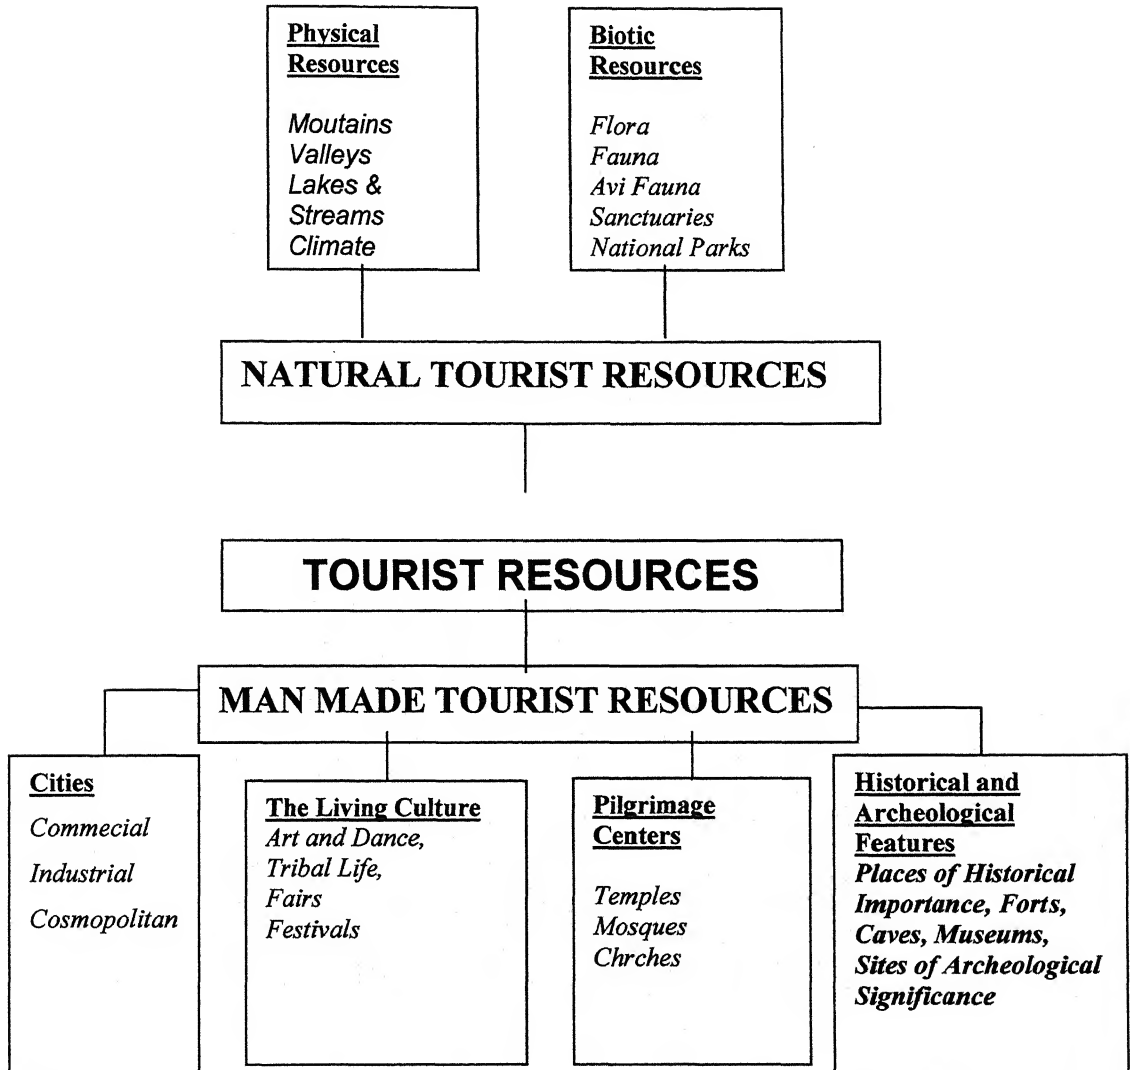 Physical
Resources
Moutains
Valleys
Lakes &
Streams
Climate
Biotic
Resources
Flora
Fauna
Avi Fauna
Sanctuaries
National Parks
NATURAL TOURIST RESOURCES
TOURIST RESOURCES
MAN MADE TOURIST RESOURCES
Cities
Commecial
Industrial
Cosmopolitan
The Living Culture
Art and Dance,
Tribal Life,
Fairs
Festivals
Pilgrimage
Centers
Temples
Mosques
Chrches
Historical and
Archeological
Features
Places of Historical
Importance, Forts,
Caves, Museums,
Sites of Archeological
Significance